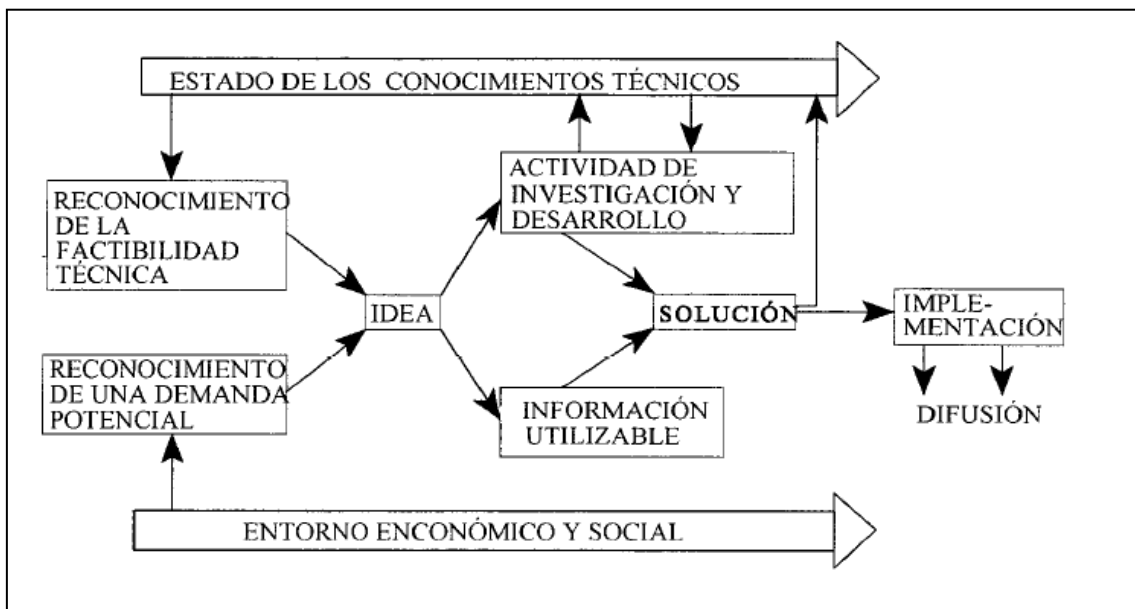 ESTADO DE LOS CONOCIMIENTOS TÉCNICOS
RECONOCIMIENTO
DE LA
FACTIBILIDAD
TÉCNICA
ACTIVIDAD DE
INVESTIGACIÓN Y
DESARROLLO
IDEA
SOLUCIÓN
IMPLE-
MENTACIÓN
RECONOCIMIENTO
DE UNA DEMANDA
POTENCIAL
INFORMACIÓN
UTILIZABLE
DIFUSIÓN
ENTORNO ENCONÓMICO Y SOCIAL